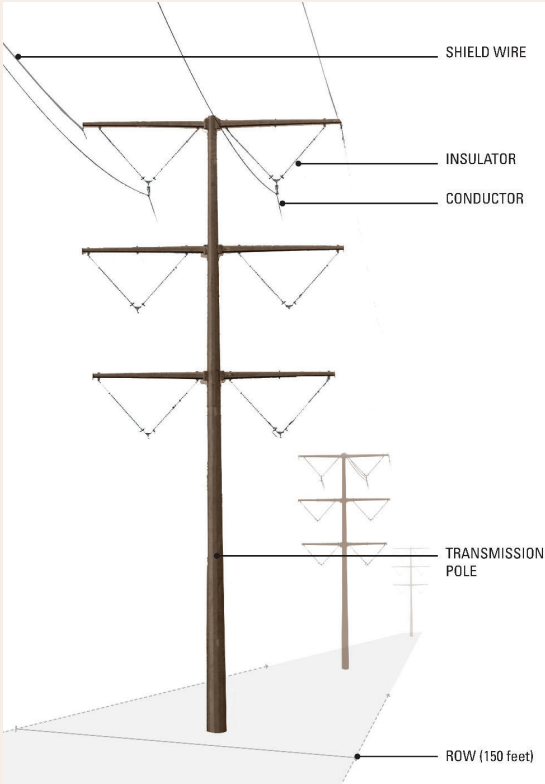 SHIELD WIRE
INSULATOR
CONDUCTOR
TRANSMISSION
POLE
ROW (150 feet)